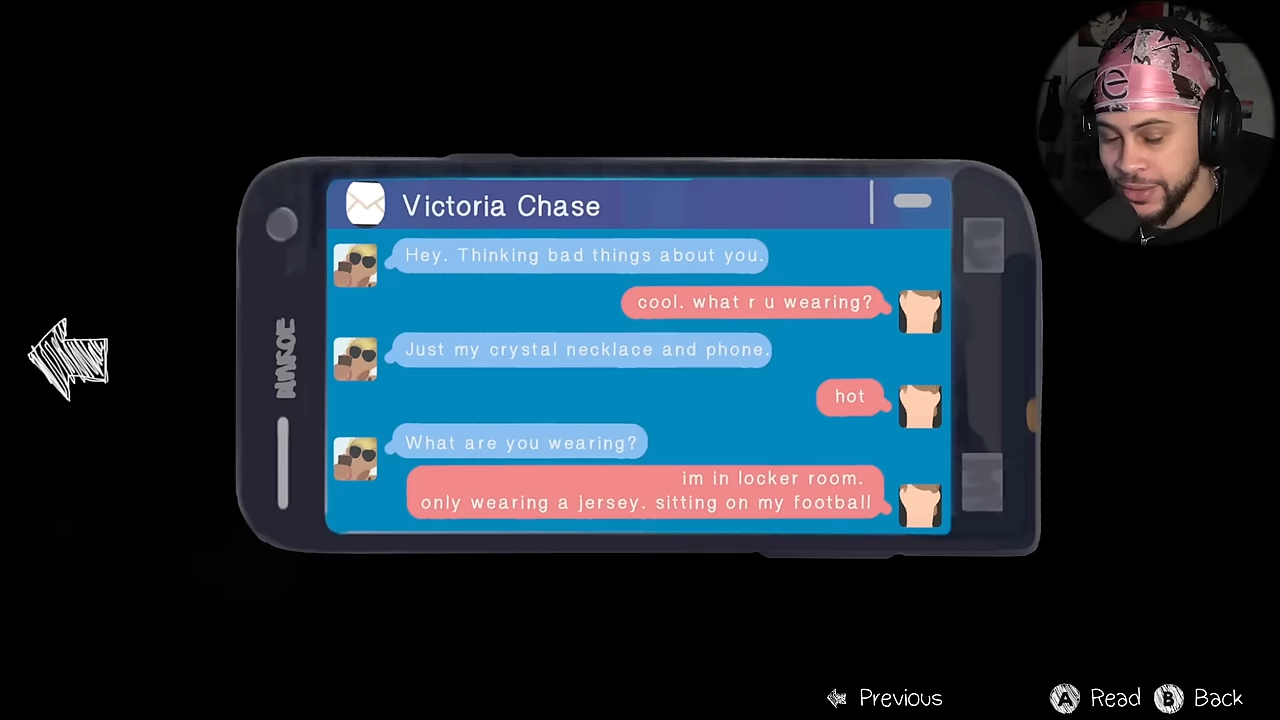 Victoria Chase
Hey. Thinking bad things about you.
cool. what r u wearing?
Just my crystal necklace and phone.
hot
What are you wearing?
im in locker room.
only wearing a jersey. sitting on my football
Previous
A Read
B Back